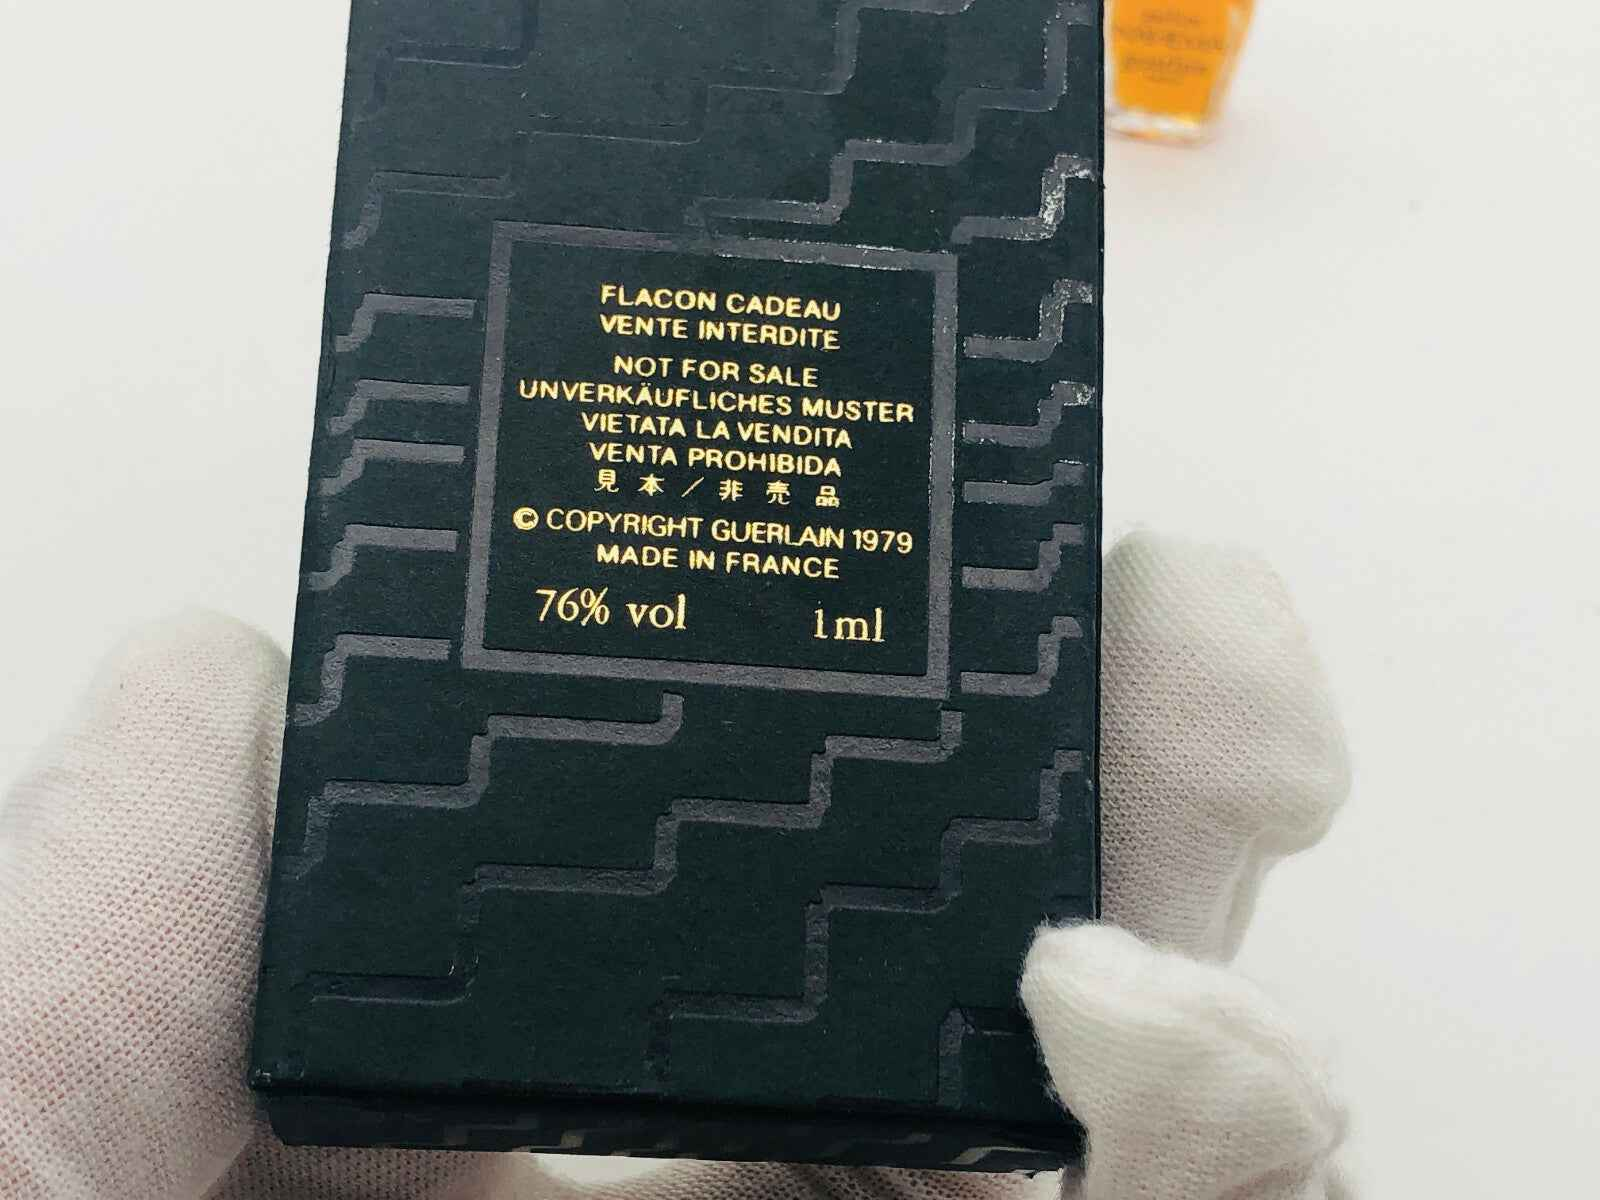 FLACON CADEAU
VENTE INTERDITE
NOT FOR SALE
UNVERKÄUFLICHES MUSTER
VIETATA LA VENDITA
VENTA PROHIBIDA
見 本 / 非 売 品
© COPYRIGHT GUERLAIN 1979
MADE IN FRANCE
76% vol 1ml